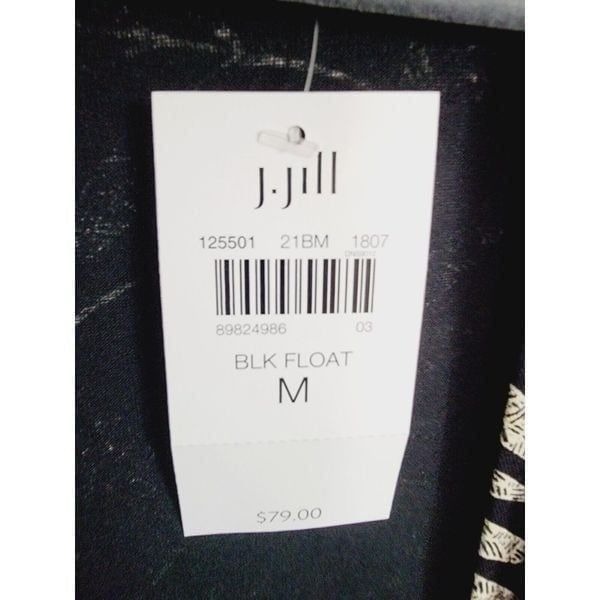 J.Jill
125501 21BM 1807
89824986 03
BLK FLOAT
M
$79.00